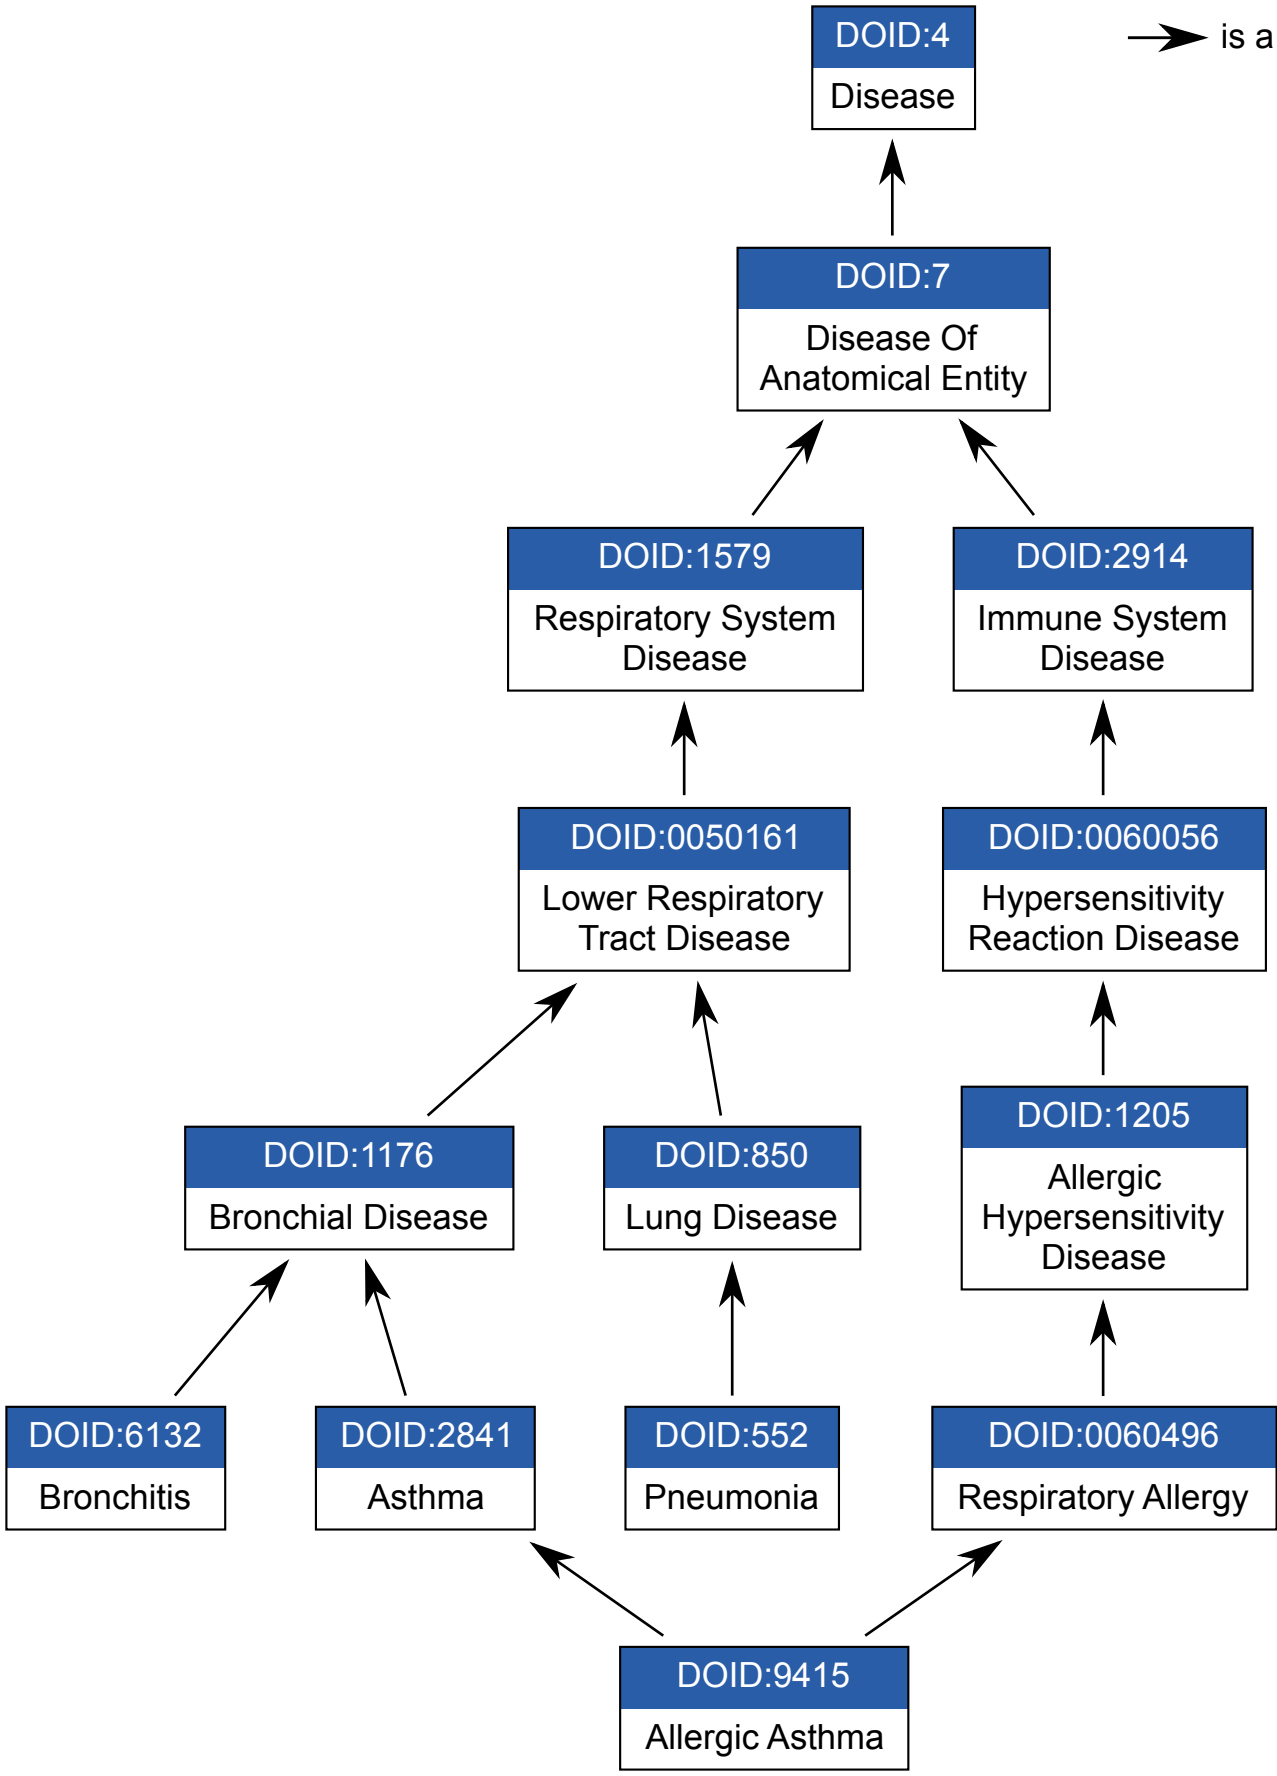 DOID:4
Disease
is a
DOID:7
Disease Of
Anatomical Entity
DOID:1579
Respiratory System
Disease
DOID:2914
Immune System
Disease
DOID:0050161
Lower Respiratory
Tract Disease
DOID:0060056
Hypersensitivity
Reaction Disease
DOID:1176
Bronchial Disease
DOID:850
Lung Disease
DOID:1205
Allergic
Hypersensitivity
Disease
DOID:6132
Bronchitis
DOID:2841
Asthma
DOID:552
Pneumonia
DOID:0060496
Respiratory Allergy
DOID:9415
Allergic Asthma